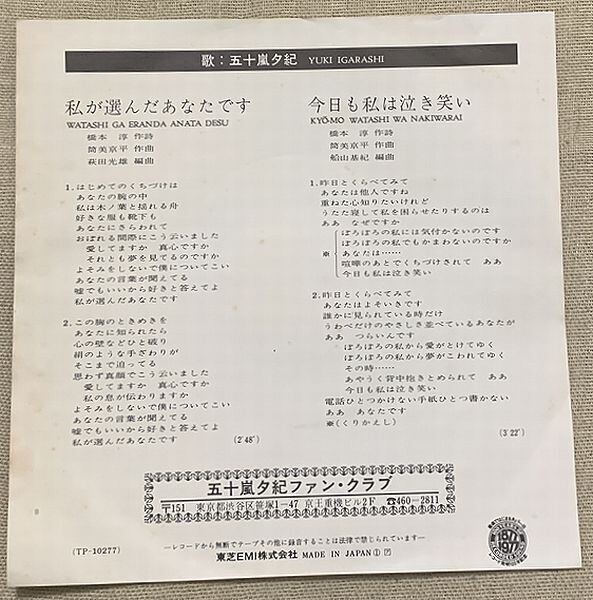 歌:五十嵐夕紀 YUKI IGARASHI
私が選んだあなたです
WATASHI GA ERANDA ANATA DESU
橋本 淳 作詩
筒美京平 作曲
萩田光雄 編曲
1.はじめてのくちづけは
あなたの腕の中
私は木ノ葉と揺れる舟
好きな服も靴下も
あなたにさらわれて
おぼれる間際にこう云いました
愛してますか 真心ですか
それとも夢を見てるのですか
よそみをしないで僕についてこい
あなたの言葉が聞えてる
嘘でもいいから好きと答えてよ
私が選んだあなたです
2.この胸のときめきを
あなたに知られたら
心の壁などひと破り
絹のような手ざわりが
そこまで迫ってる
思わず真顔でこう云いました
愛してますか 真心ですか
私の息が伝わりますか
よそみをしないで僕についてこい
あなたの言葉が聞えてる
嘘でもいいから好きと答えてよ
私が選んだあなたです
(2′48″)
今日も私は泣き笑い
KYŌ-MO WATASHI WA NAKIWARAI
橋本 淳 作詩
筒美京平 作曲
船山基紀 編曲
1.昨日とくらべてみて
あなたは他人ですね
重ねた心知りたいけれど
うたた寝して私を困らせたりするのは
ああ なぜですか
ぼろぼろの私には気付かないのです
ぼろぼろの私でもかまわないのですか
※ あなたは……
喧嘩のあとでくちづけされて ああ
今日も私は泣き笑い
2.昨日とくらべてみて
あなたはよそいきです
誰かに見られている時だけ
うわべだけのやさしさ並べているあなたが
ああ つらいんです
ぼろぼろの私から愛がとけてゆく
ぼろぼろの私から夢がこわれてゆく
その時……
あやうく背中抱きとめられて ああ
今日も私は泣き笑い
電話ひとつかけない手紙ひとつ書かない
ああ あなたです
※(くりかえし)
(3′22″)
五十嵐夕紀ファン・クラブ
〒151 東京都渋谷区笹塚1−47 京王重機ビル2F ☎460−2811
(TP-10277)
―レコードから無断でテープその他に録音することは法律で禁じられています―
東芝EMI株式会社 MADE IN JAPAN ① Ⓟ
1877
1977